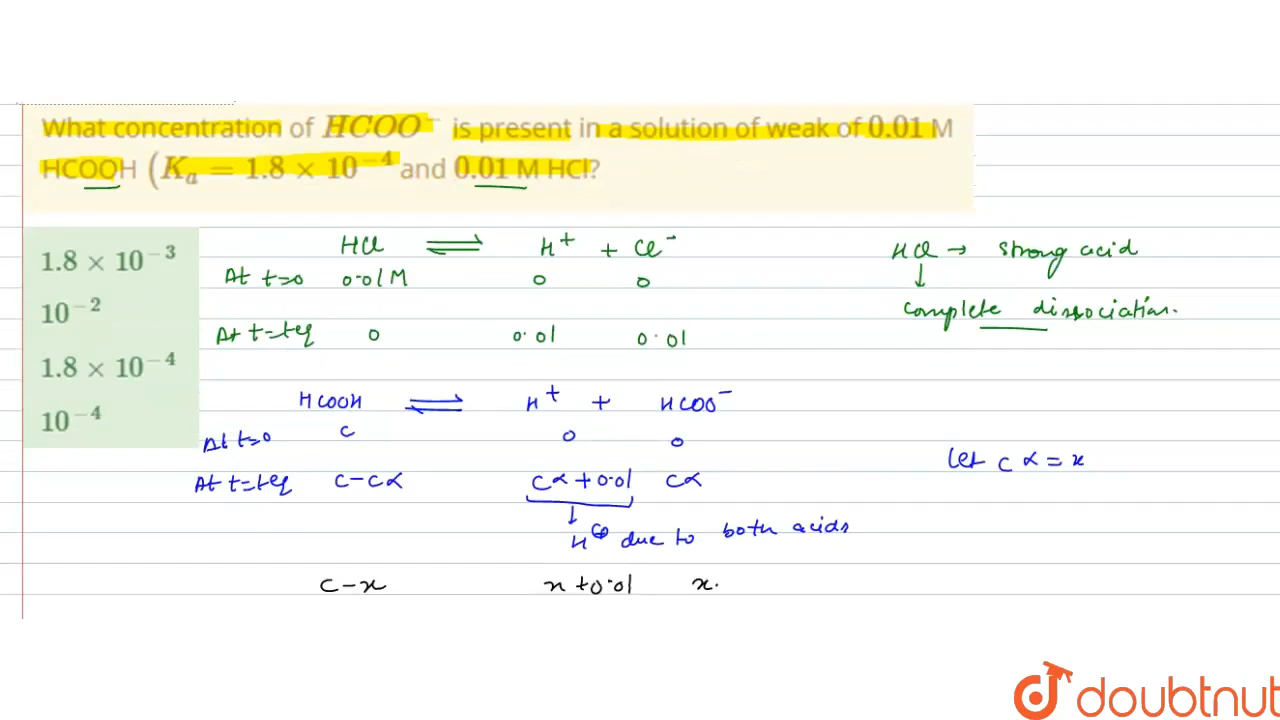 What concentration of HCOO⁻ is present in a solution of weak of 0.01 M
HCOOH (Kₐ = 1.8 × 10⁻⁴ and 0.01 M HCl?
1.8 × 10⁻³
10⁻²
1.8 × 10⁻⁴
10⁻⁴
HCl ⇌ H⁺ + Cl⁻
At t=0 0.01 M 0 0
At t=teq 0 0.01 0.01
HCl → strong acid
↓
complete dissociation.
HCOOH ⇌ H⁺ + HCOO⁻
At t=0 C 0 0
At t=teq C-Cα Cα+0.01 Cα
let Cα=x
↓
H⊕ due to both acids
C-x x+0.01 x.
doubtnut